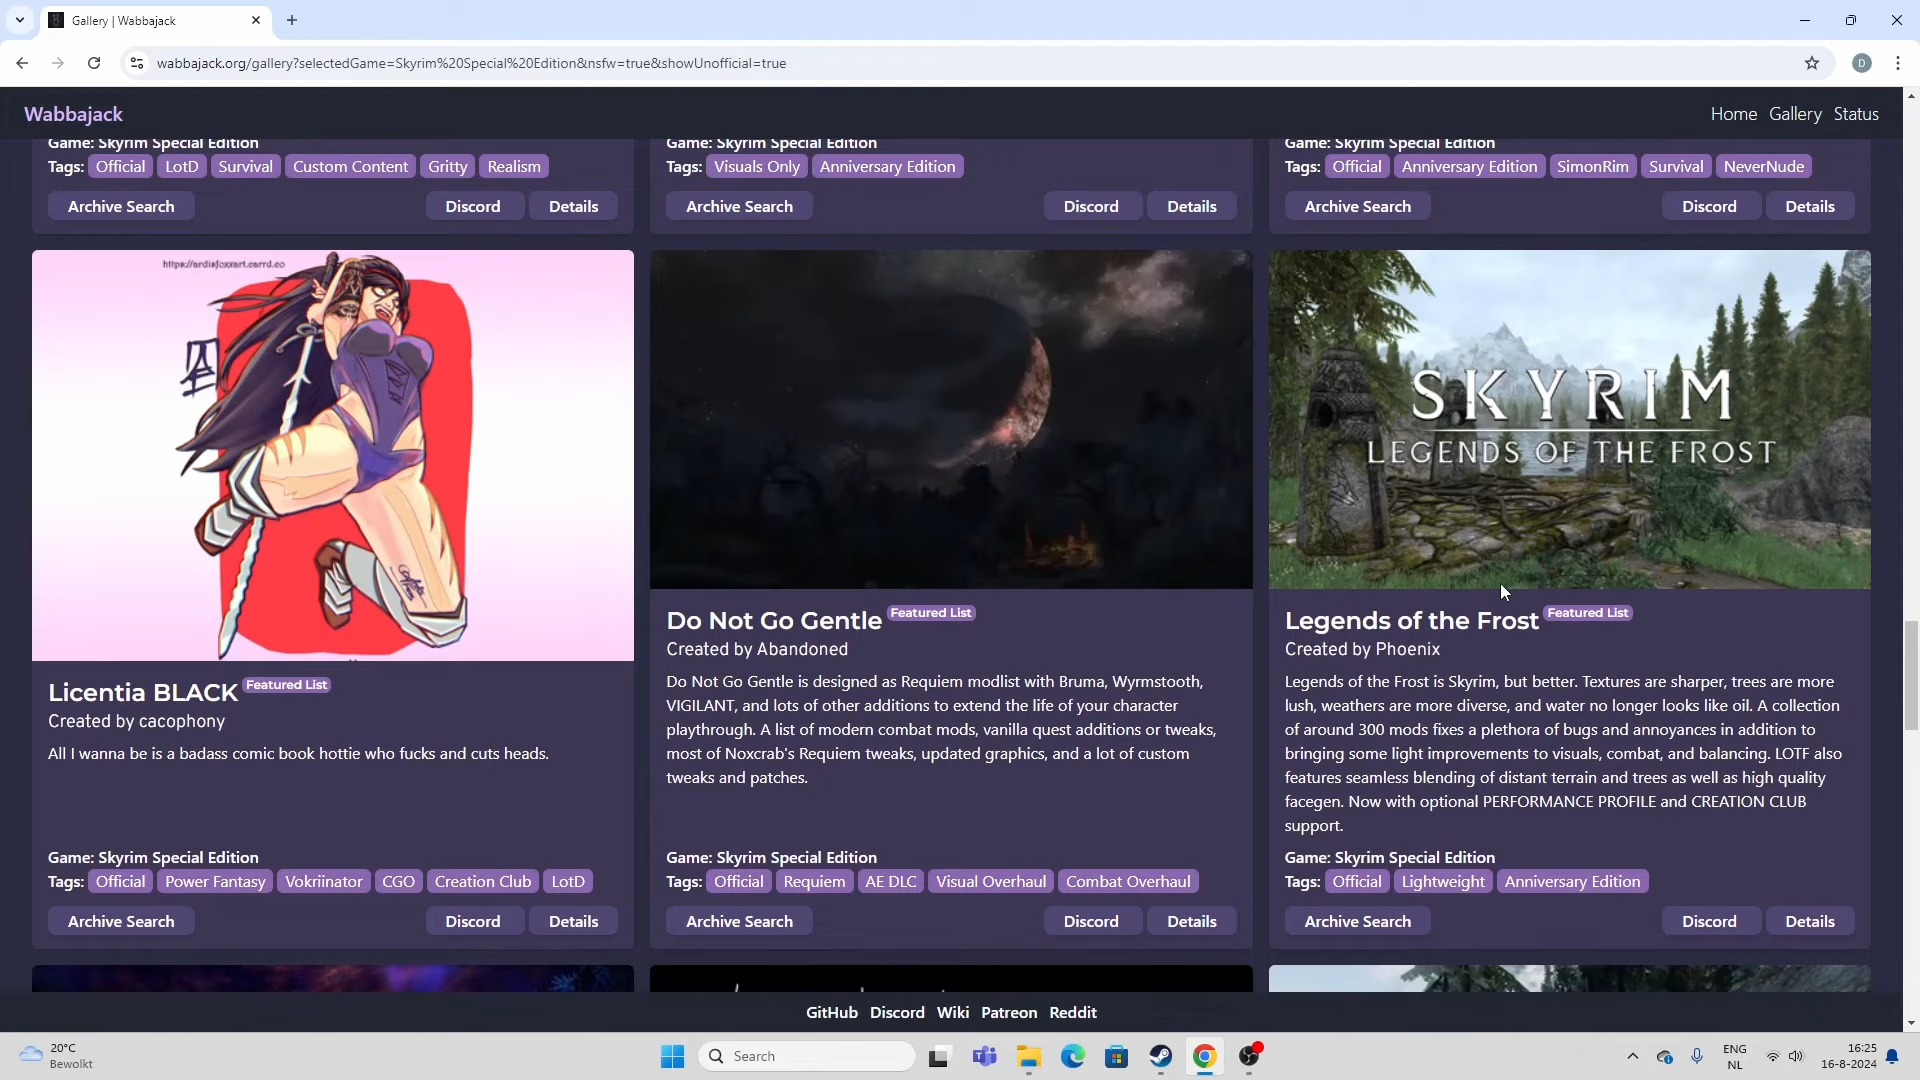 Gallery | Wabbajack
wabbajack.org/gallery?selectedGame=Skyrim%20Special%20Edition&nsfw=true&showUnofficial=true
D
Wabbajack
Home Gallery Status
Game: Skyrim Special Edition
Tags: Official LotD Survival Custom Content Gritty Realism
Archive Search Discord Details
Game: Skyrim Special Edition
Tags: Visuals Only Anniversary Edition
Archive Search Discord Details
Game: Skyrim Special Edition
Tags: Official Anniversary Edition SimonRim Survival NeverNude
Archive Search Discord Details
Licentia BLACK Featured List
Created by cacophony
All I wanna be is a badass comic book hottie who fucks and cuts heads.
Game: Skyrim Special Edition
Tags: Official Power Fantasy Vokriinator CGO Creation Club LotD
Archive Search Discord Details
Do Not Go Gentle Featured List
Created by Abandoned
Do Not Go Gentle is designed as Requiem modlist with Bruma, Wyrmstooth,
VIGILANT, and lots of other additions to extend the life of your character
playthrough. A list of modern combat mods, vanilla quest additions or tweaks,
most of Noxcrab's Requiem tweaks, updated graphics, and a lot of custom
tweaks and patches.
Game: Skyrim Special Edition
Tags: Official Requiem AE DLC Visual Overhaul Combat Overhaul
Archive Search Discord Details
SKYRIM
LEGENDS OF THE FROST
Legends of the Frost Featured List
Created by Phoenix
Legends of the Frost is Skyrim, but better. Textures are sharper, trees are more
lush, weathers are more diverse, and water no longer looks like oil. A collection
of around 300 mods fixes a plethora of bugs and annoyances in addition to
bringing some light improvements to visuals, combat, and balancing. LOTF also
features seamless blending of distant terrain and trees as well as high quality
facegen. Now with optional PERFORMANCE PROFILE and CREATION CLUB
support.
Game: Skyrim Special Edition
Tags: Official Lightweight Anniversary Edition
Archive Search Discord Details
GitHub Discord Wiki Patreon Reddit
20°C
Bewolkt
Search
ENG
NL
16:25
16-8-2024